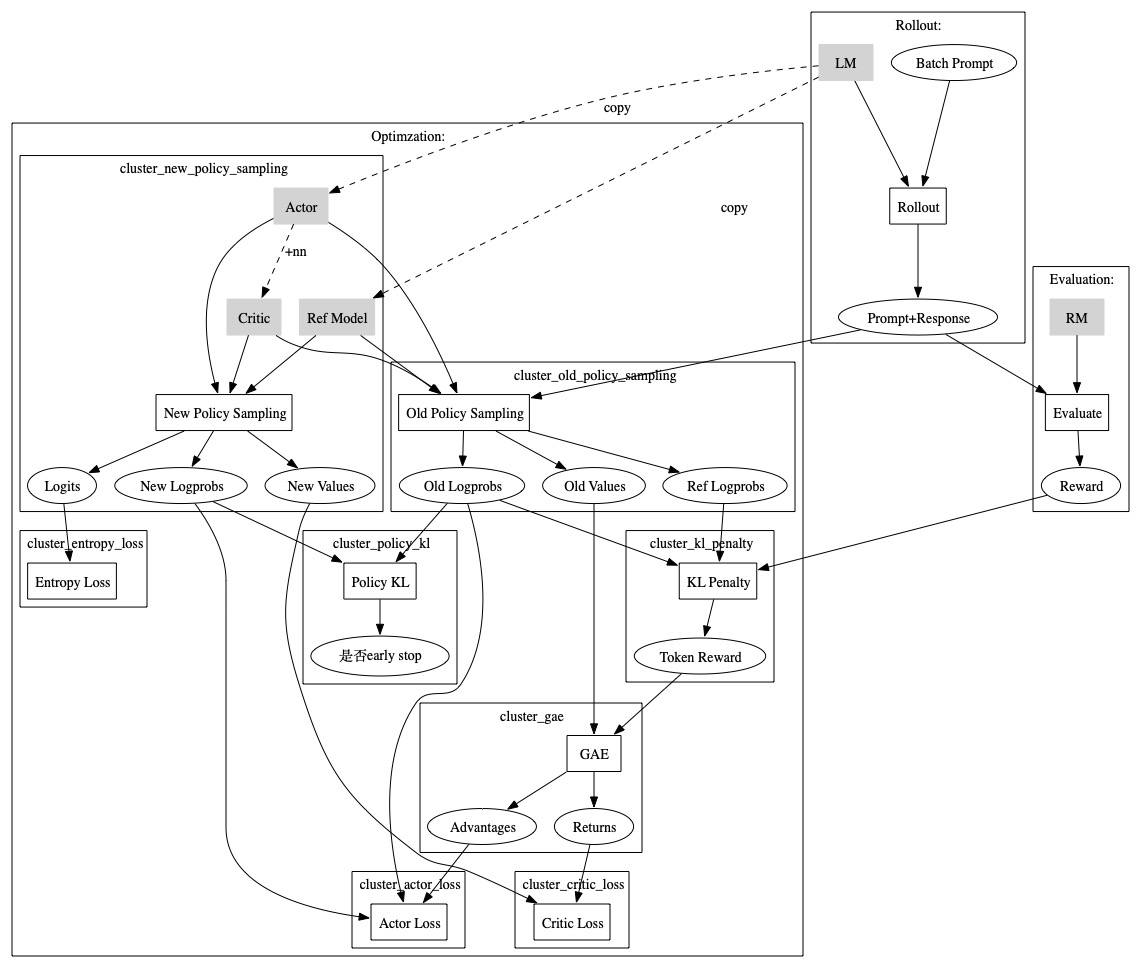 Rollout:
LM
Batch Prompt
copy
Optimzation:
cluster_new_policy_sampling
Actor
copy
Rollout
+nn
Evaluation:
Critic
Ref Model
Prompt+Response
RM
cluster_old_policy_sampling
New Policy Sampling
Old Policy Sampling
Evaluate
Logits
New Logprobs
New Values
Old Logprobs
Old Values
Ref Logprobs
Reward
cluster_entropy_loss
cluster_policy_kl
cluster_kl_penalty
Entropy Loss
Policy KL
KL Penalty
是否early stop
Token Reward
cluster_gae
GAE
Advantages
Returns
cluster_actor_loss
cluster_critic_loss
Actor Loss
Critic Loss